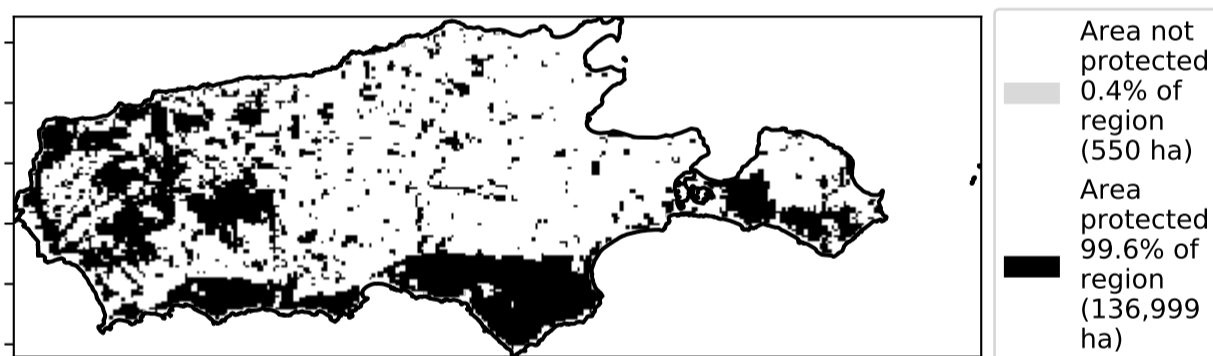 Area not
protected
0.4% of
region
(550 ha)
Area
protected
99.6% of
region
(136,999
ha)